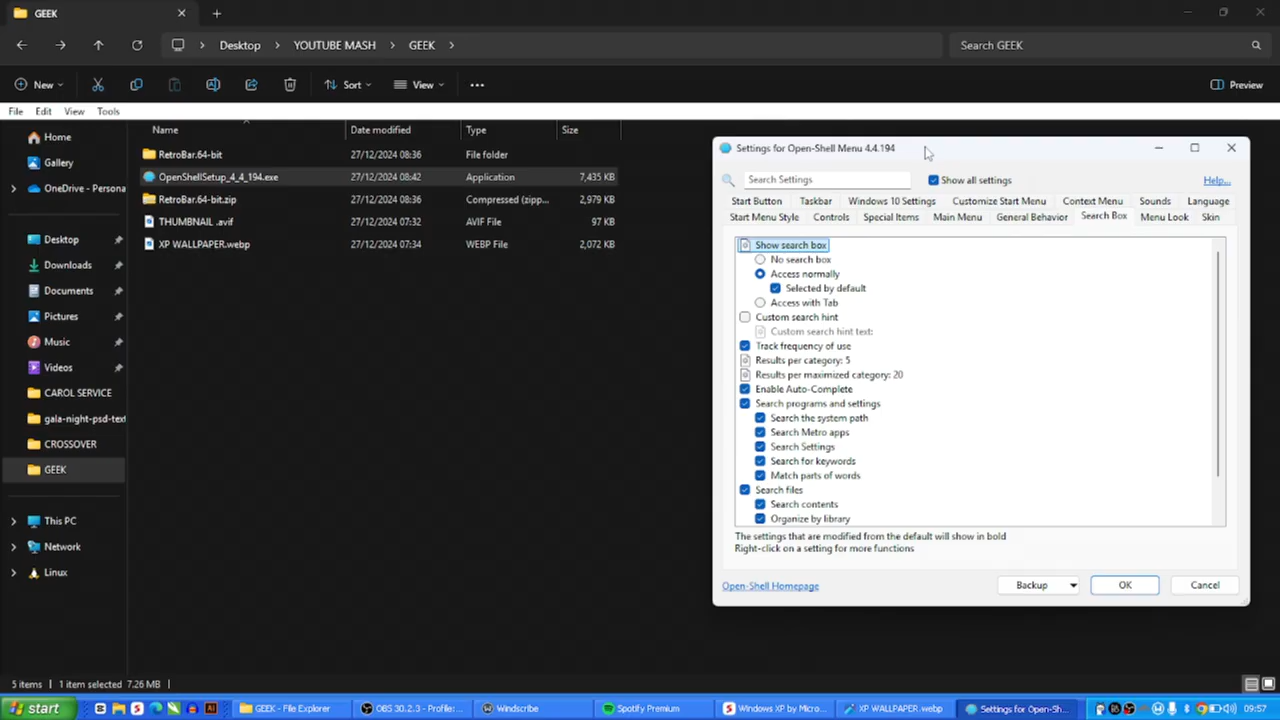 GEEK
Desktop > YOUTUBE MASH > GEEK >
Search GEEK
New
Sort
View
Preview
File Edit View Tools
Name Date modified Type Size
Home
Gallery
OneDrive - Persona
Desktop
Downloads
Documents
Pictures
Music
Videos
CAROL SERVICE
gala-night-psd-text
CROSSOVER
GEEK
This PC
Network
Linux
RetroBar.64-bit 27/12/2024 08:36 File folder
OpenShellSetup_4_4_194.exe 27/12/2024 08:42 Application 7,435 KB
RetroBar.64-bit.zip 27/12/2024 08:36 Compressed (zipp... 2,979 KB
THUMBNAIL .avif 27/12/2024 07:32 AVIF File 97 KB
XP WALLPAPER.webp 27/12/2024 07:34 WEBP File 2,072 KB
Settings for Open-Shell Menu 4.4.194
Search Settings
Show all settings
Help...
Start Button Taskbar Windows 10 Settings Customize Start Menu Context Menu Sounds Language
Start Menu Style Controls Special Items Main Menu General Behavior Search Box Menu Look Skin
Show search box
No search box
Access normally
Selected by default
Access with Tab
Custom search hint
Custom search hint text:
Track frequency of use
Results per category: 5
Results per maximized category: 20
Enable Auto-Complete
Search programs and settings
Search the system path
Search Metro apps
Search Settings
Search for keywords
Match parts of words
Search files
Search contents
Organize by library
The settings that are modified from the default will show in bold
Right-click on a setting for more functions
Open-Shell Homepage
Backup
OK
Cancel
5 items | 1 item selected 7.26 MB |
start
GEEK - File Explorer
OBS 30.2.3 - Profile:...
Windscribe
Spotify Premium
Windows XP by Micro...
XP WALLPAPER.webp
Settings for Open-Sh...
09:57